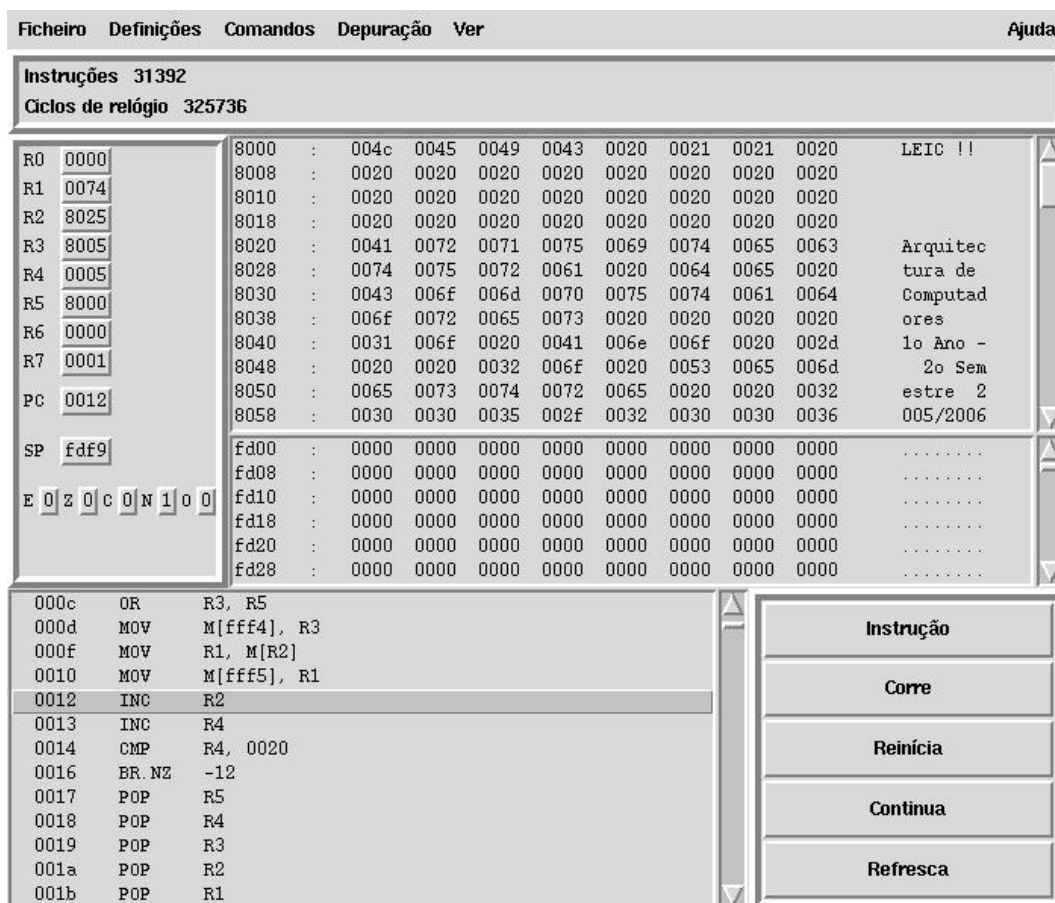 Ficheiro Definições Comandos Depuração Ver Ajuda
Instruções 31392
Ciclos de relógio 325736
R0 0000
R1 0074
R2 8025
R3 8005
R4 0005
R5 8000
R6 0000
R7 0001
PC 0012
SP fdf9
E 0 Z 0 C 0 N 1 O 0
8000 : 004c 0045 0049 0043 0020 0021 0021 0020 LEIC !!
8008 : 0020 0020 0020 0020 0020 0020 0020 0020
8010 : 0020 0020 0020 0020 0020 0020 0020 0020
8018 : 0020 0020 0020 0020 0020 0020 0020 0020
8020 : 0041 0072 0071 0075 0069 0074 0065 0063 Arquitec
8028 : 0074 0075 0072 0061 0020 0064 0065 0020 tura de
8030 : 0043 006f 006d 0070 0075 0074 0061 0064 Computad
8038 : 006f 0072 0065 0073 0020 0020 0020 0020 ores
8040 : 0031 006f 0020 0041 006e 006f 0020 002d 1o Ano -
8048 : 0020 0020 0032 006f 0020 0053 0065 006d 2o Sem
8050 : 0065 0073 0074 0072 0065 0020 0020 0032 estre 2
8058 : 0030 0030 0035 002f 0032 0030 0030 0036 005/2006
fd00 : 0000 0000 0000 0000 0000 0000 0000 0000 ........
fd08 : 0000 0000 0000 0000 0000 0000 0000 0000 ........
fd10 : 0000 0000 0000 0000 0000 0000 0000 0000 ........
fd18 : 0000 0000 0000 0000 0000 0000 0000 0000 ........
fd20 : 0000 0000 0000 0000 0000 0000 0000 0000 ........
fd28 : 0000 0000 0000 0000 0000 0000 0000 0000 ........
000c OR R3, R5
000d MOV M[fff4], R3
000f MOV R1, M[R2]
0010 MOV M[fff5], R1
0012 INC R2
0013 INC R4
0014 CMP R4, 0020
0016 BR.NZ -12
0017 POP R5
0018 POP R4
0019 POP R3
001a POP R2
001b POP R1
Instrução
Corre
Reinícia
Continua
Refresca